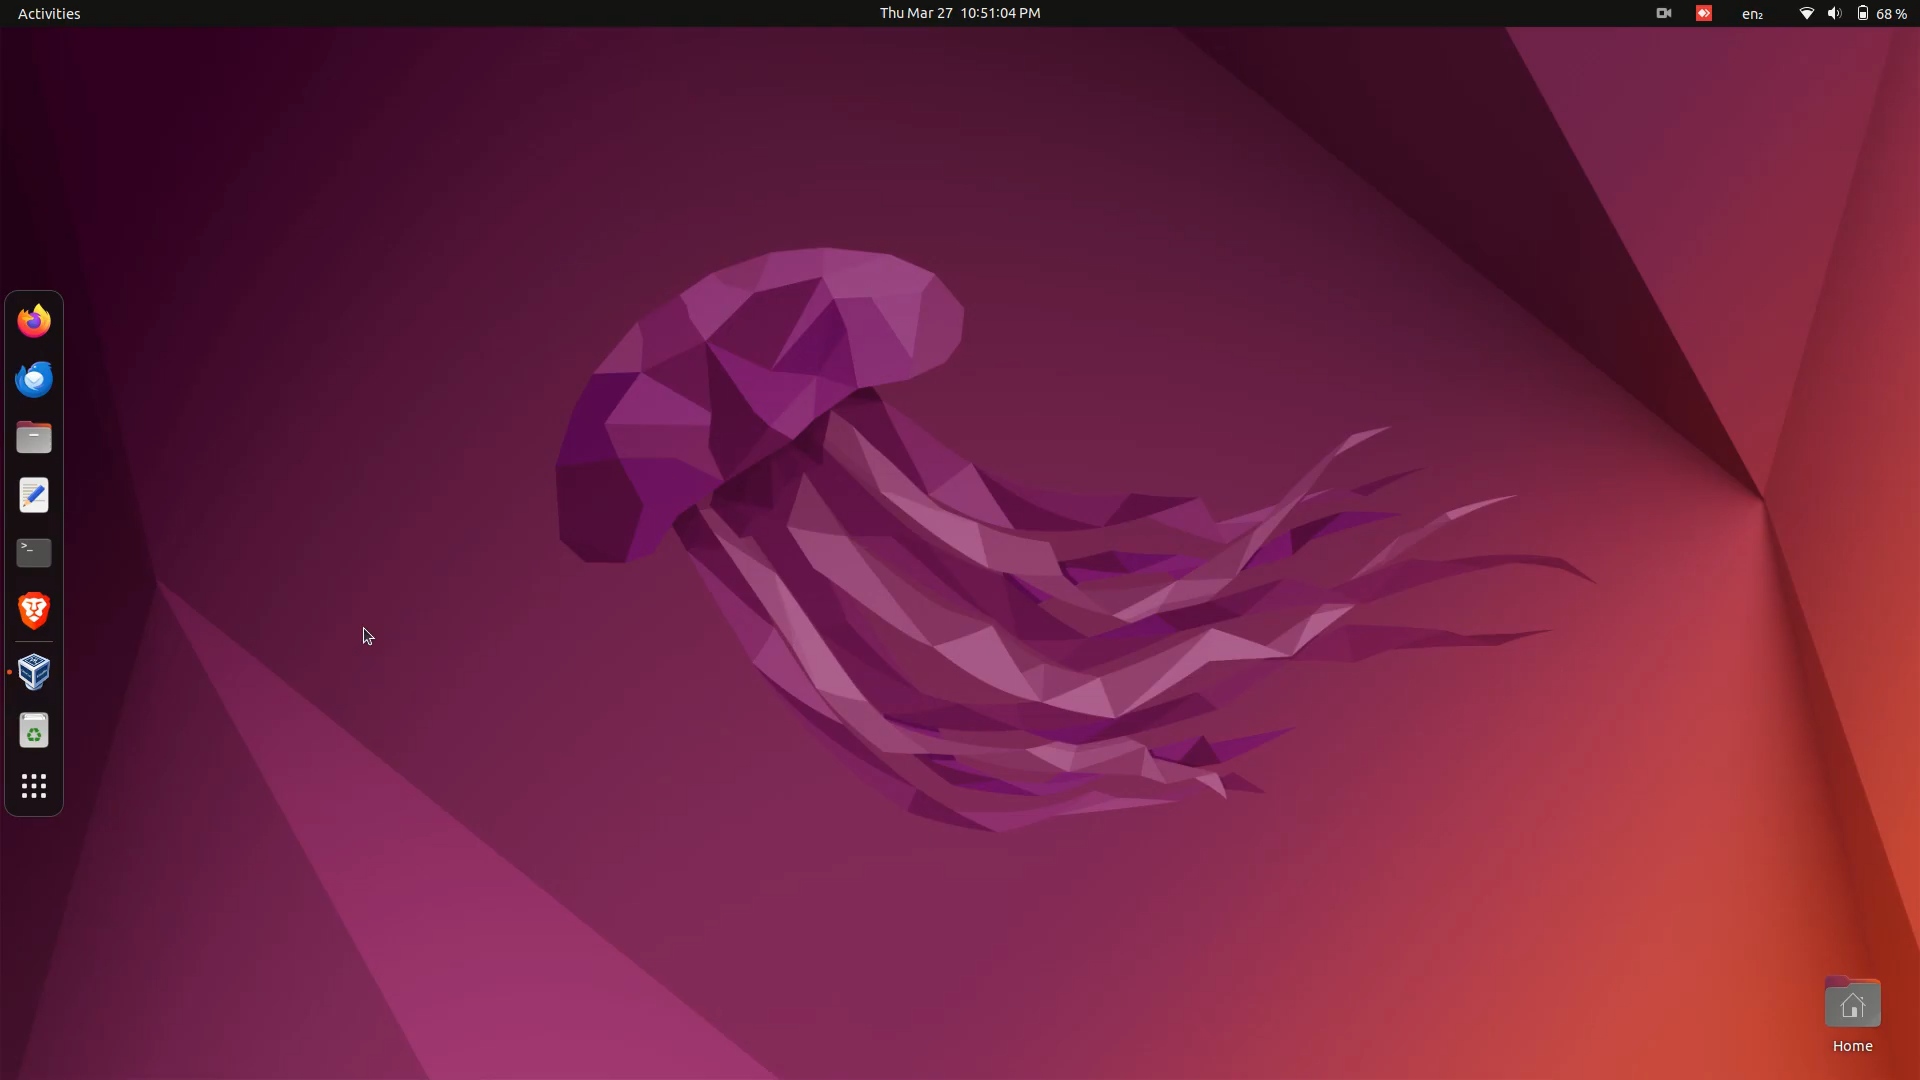 Activities
Thu Mar 27 10:51:04 PM
en₂
68 %
>_
Home